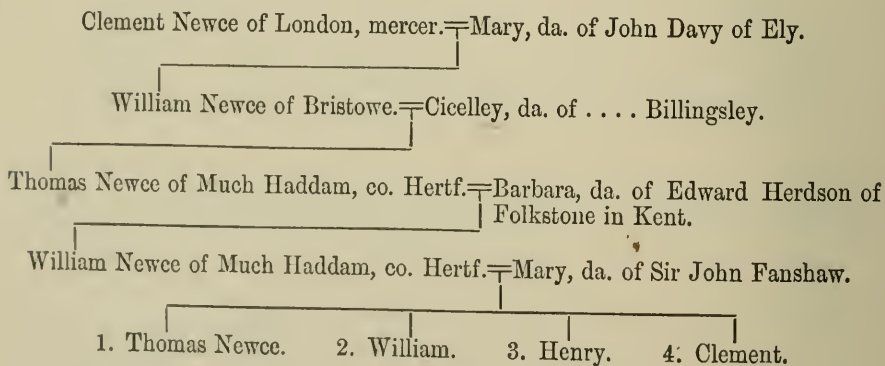 Clement Newce of London, mercer.=Mary, da. of John Davy of Ely.
William Newce of Bristowe.=Cicelley, da. of . . . . Billingsley.
Thomas Newce of Much Haddam, co. Hertf.=Barbara, da. of Edward Herdson of
Folkstone in Kent.
William Newce of Much Haddam, co. Hertf.=Mary, da. of Sir John Fanshaw.
1. Thomas Newce. 2. William. 3. Henry. 4. Clement.